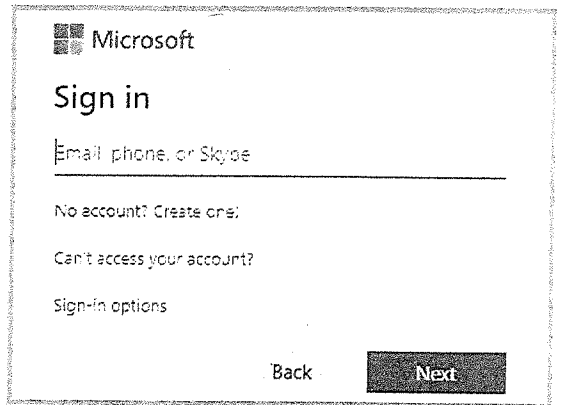 Microsoft
Sign in
Email, phone, or Skype
No account? Create one!
Can't access your account?
Sign-in options
Back
Next